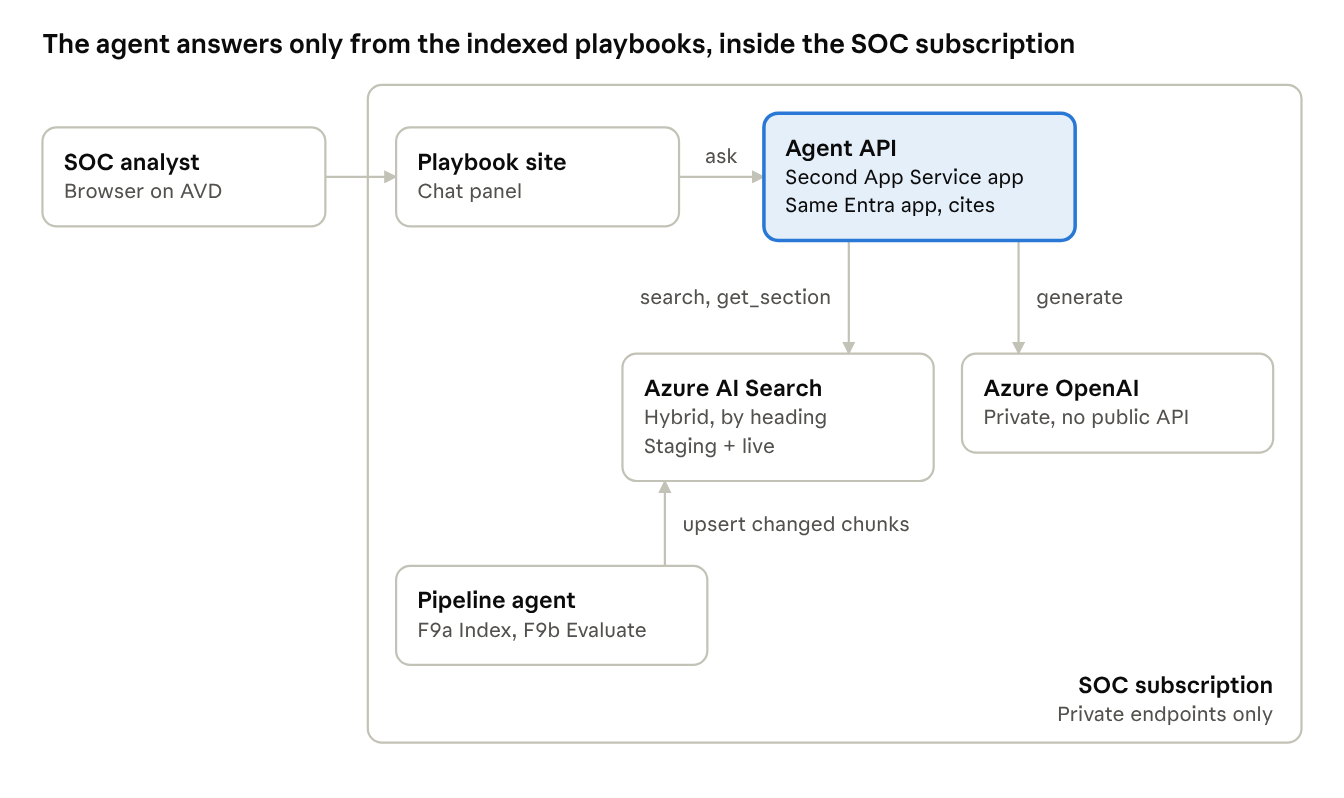 The agent answers only from the indexed playbooks, inside the SOC subscription
SOC analyst
Browser on AVD
Playbook site
Chat panel
ask
Agent API
Second App Service app
Same Entra app, cites
search, get_section
generate
Azure AI Search
Hybrid, by heading
Staging + live
Azure OpenAI
Private, no public API
upsert changed chunks
Pipeline agent
F9a Index, F9b Evaluate
SOC subscription
Private endpoints only